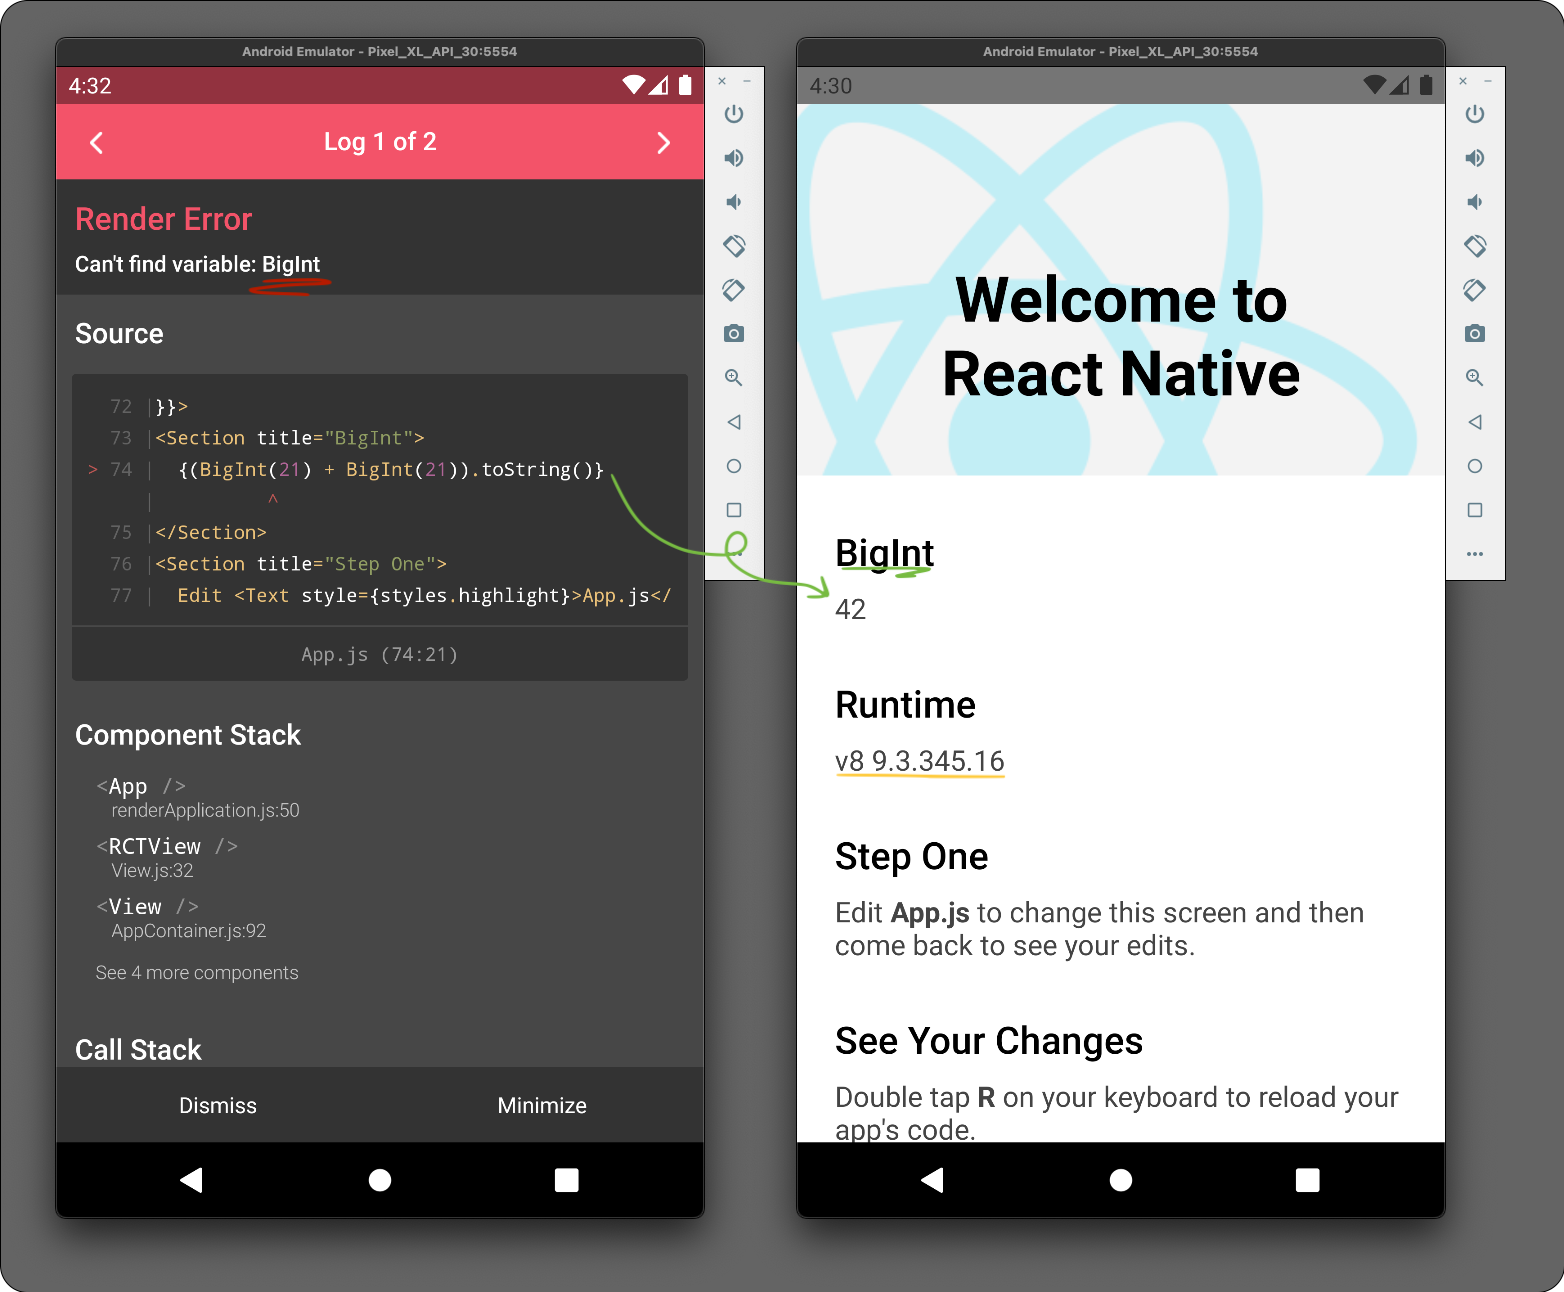 Android Emulator - Pixel_XL_API_30:5554
4:32
Log 1 of 2
Render Error
Can't find variable: BigInt
Source
72 |}}>
73 |<Section title="BigInt">
> 74 |  {(BigInt(21) + BigInt(21)).toString()}
|          ^
75 |</Section>
76 |<Section title="Step One">
77 |  Edit <Text style={styles.highlight}>App.js</
App.js (74:21)
Component Stack
<App />
renderApplication.js:50
<RCTView />
View.js:32
<View />
AppContainer.js:92
See 4 more components
Call Stack
Dismiss Minimize
Android Emulator - Pixel_XL_API_30:5554
4:30
Welcome to
React Native
BigInt
42
Runtime
v8 9.3.345.16
Step One
Edit App.js to change this screen and then
come back to see your edits.
See Your Changes
Double tap R on your keyboard to reload your
app's code.